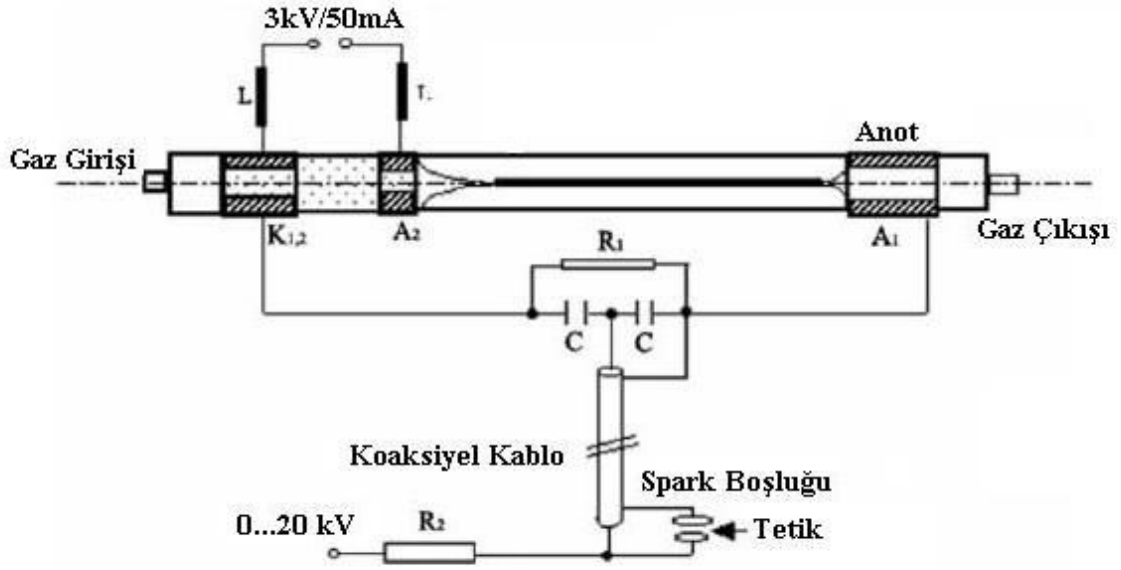 3kV/50mA
L
L
Gaz Girişi
Anot
K1,2
A2
A1
Gaz Çıkışı
R1
C
C
Koaksiyel Kablo
Spark Boşluğu
Tetik
0...20 kV
R2